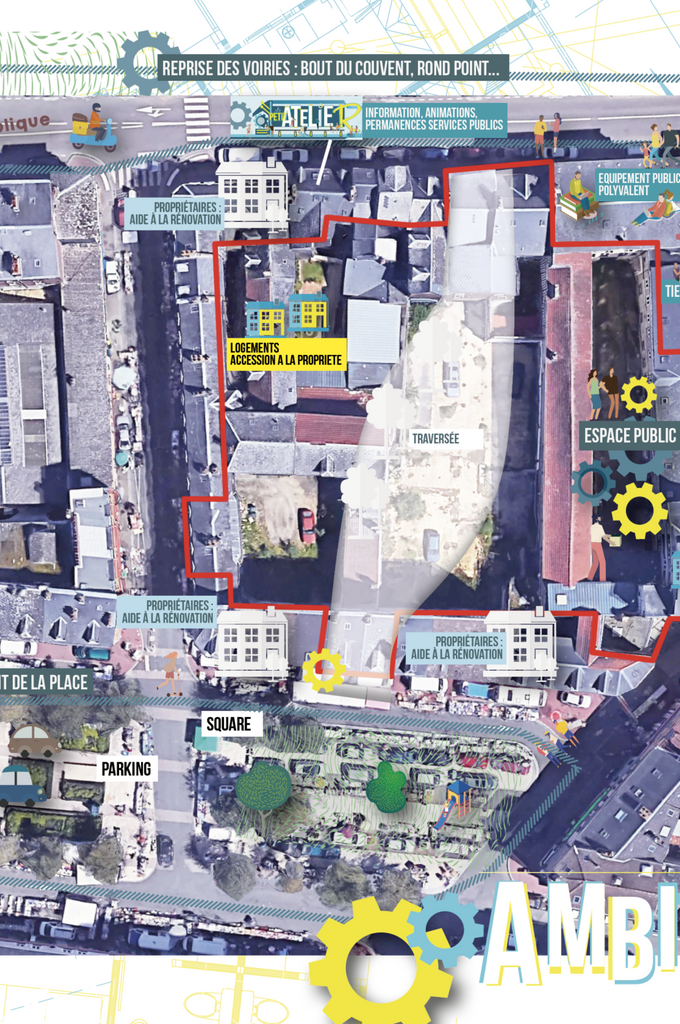 REPRISE DES VOIRIES : BOUT DU COUVENT, ROND POINT...
blique
PETIT
ATELIER
INFORMATION, ANIMATIONS,
PERMANENCES SERVICES PUBLICS
EQUIPEMENT PUBLIC
POLYVALENT
PROPRIÉTAIRES :
AIDE À LA RÉNOVATION
TIE
LOGEMENTS
ACCESSION A LA PROPRIETE
TRAVERSÉE
ESPACE PUBLIC
PROPRIÉTAIRES :
AIDE À LA RÉNOVATION
PROPRIÉTAIRES :
AIDE À LA RÉNOVATION
NT DE LA PLACE
SQUARE
PARKING
AMBI